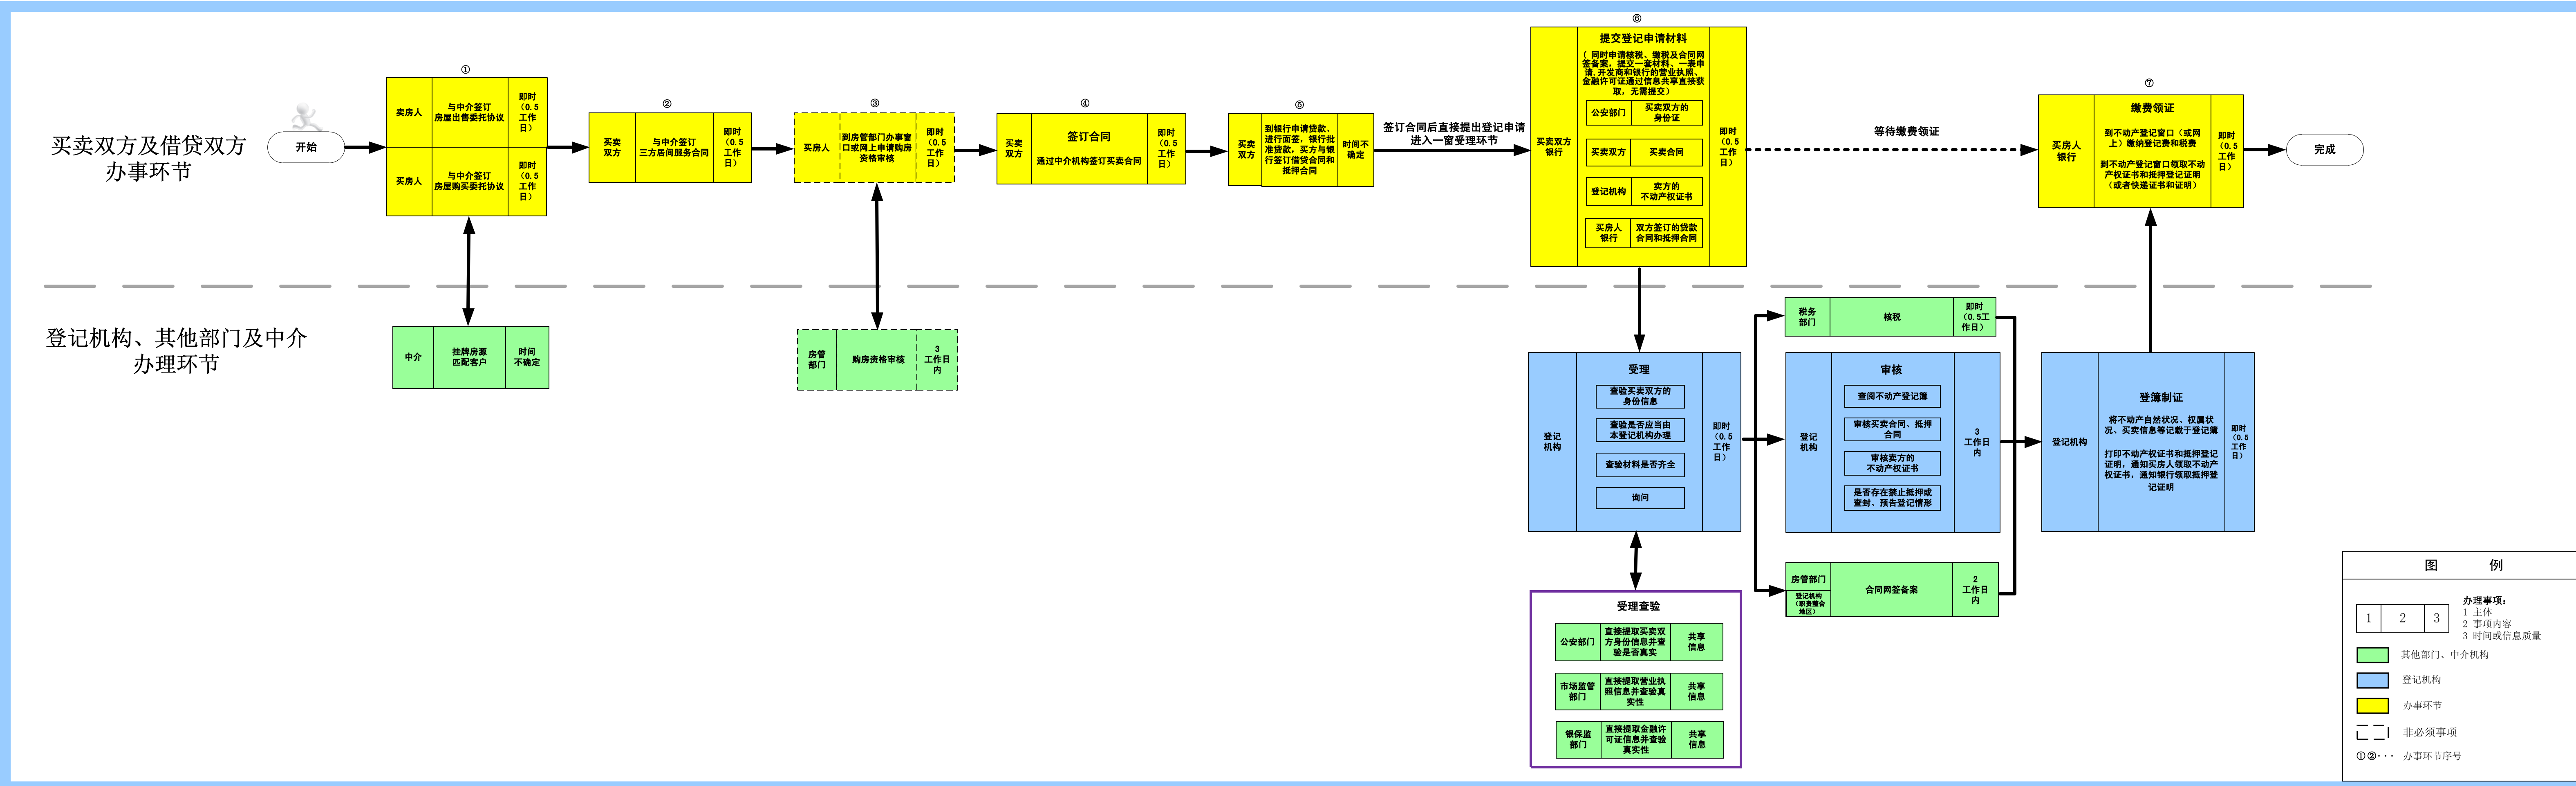 买卖双方及借贷双方
办事环节
开始
①
卖房人
与中介签订
房屋出售委托协议
即时
（0.5
工作
日）
买房人
与中介签订
房屋购买委托协议
即时
（0.5
工作
日）
②
买卖
双方
与中介签订
三方居间服务合同
即时
（0.5
工作
日）
③
买房人
到房管部门办事窗
口或网上申请购房
资格审核
即时
（0.5
工作
日）
④
买卖
双方
签订合同
通过中介机构签订买卖合同
即时
（0.5
工作
日）
⑤
买卖
双方
到银行申请贷款、
进行面签，银行批
准贷款，买方与银
行签订借贷合同和
抵押合同
时间不
确定
签订合同后直接提出登记申请
进入一窗受理环节
⑥
买卖双方
银行
提交登记申请材料
（ 同时申请核税、缴税及合同网
签备案，提交一套材料、一表申
请,开发商和银行的营业执照、
金融许可证通过信息共享直接获
取，无需提交）
公安部门
买卖双方的
身份证
买卖双方
买卖合同
登记机构
卖方的
不动产权证书
买房人
银行
双方签订的贷款
合同和抵押合同
即时
（0.5
工作
日）
等待缴费领证
⑦
买房人
银行
缴费领证
到不动产登记窗口（或网
上）缴纳登记费和税费
到不动产登记窗口领取不动
产权证书和抵押登记证明
（或者快递证书和证明）
即时
（0.5
工作
日）
完成
登记机构、其他部门及中介
办理环节
中介
挂牌房源
匹配客户
时间
不确定
房管
部门
购房资格审核
3
工作日
内
登记
机构
受理
查验买卖双方的
身份信息
查验是否应当由
本登记机构办理
查验材料是否齐全
询问
即时
（0.5
工作
日）
税务
部门
核税
即时
（0.5工
作日）
登记
机构
审核
查阅不动产登记簿
审核买卖合同、抵押
合同
审核卖方的
不动产权证书
是否存在禁止抵押或
查封、预告登记情形
3
工作日
内
房管部门
登记机构
（职责整合
地区）
合同网签备案
2
工作日
内
登记机构
登簿制证
将不动产自然状况、权属状
况、买卖信息等记载于登记簿
打印不动产权证书和抵押登记
证明，通知买房人领取不动产
权证书，通知银行领取抵押登
记证明
即时
（0.5
工作
日）
受理查验
公安部门
直接提取买卖双
方身份信息并查
验是否真实
共享
信息
市场监管
部门
直接提取营业执
照信息并查验真
实性
共享
信息
银保监
部门
直接提取金融许
可证信息并查验
真实性
共享
信息
图 例
1 2 3
办理事项：
1 主体
2 事项内容
3 时间或信息质量
其他部门、中介机构
登记机构
办事环节
非必须事项
①②··· 办事环节序号